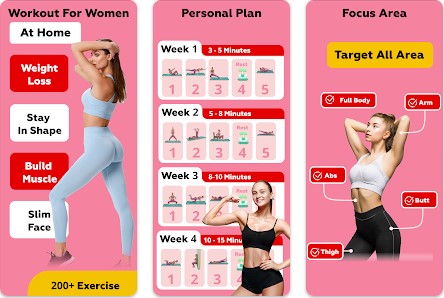 Workout For Women
At Home
Weight
Loss
Stay
In Shape
Build
Muscle
Slim
Face
200+ Exercise
Personal Plan
Week 1 3 - 5 Minutes
Rest
1 2 3 4 5
Week 2 5 - 8 Minutes
Rest
1 2 3 4 5
Week 3 8-10 Minutes
1 2 3
Week 4 10 - 15 Minu
1 2
Focus Area
Target All Area
Full Body
Arm
Abs
Butt
Thigh